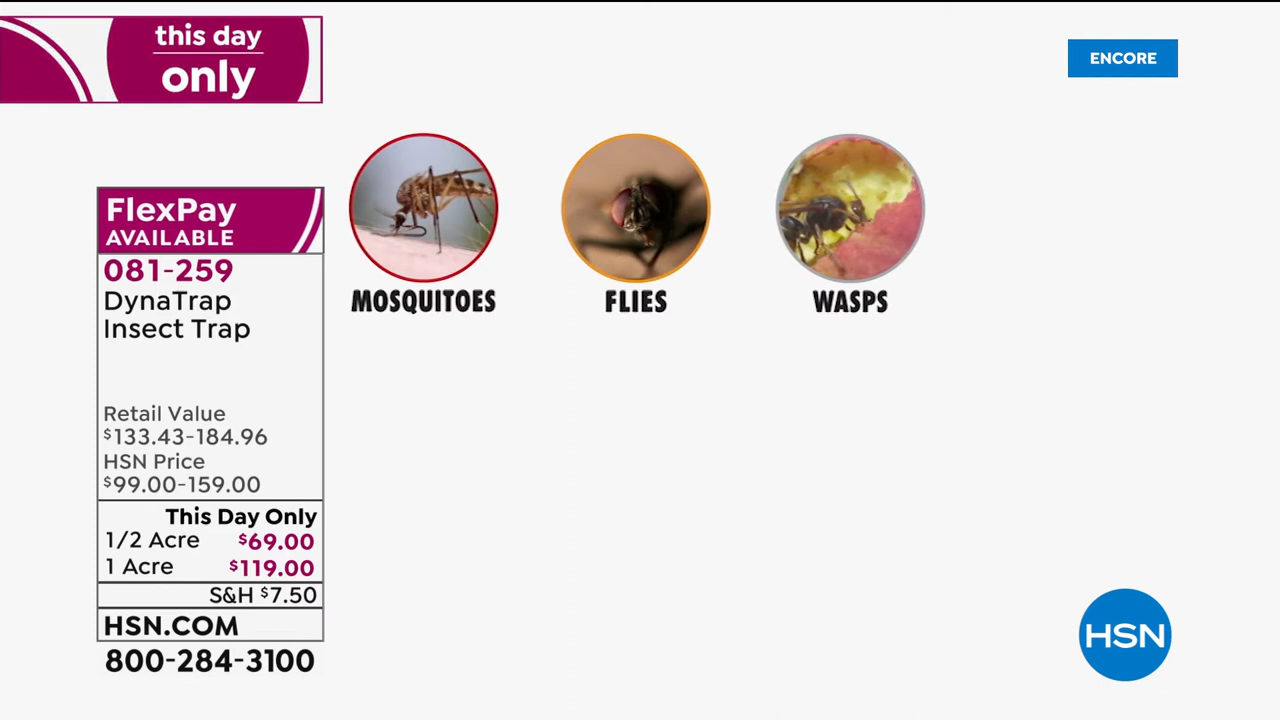 this day
only
ENCORE
MOSQUITOES
FLIES
WASPS
FlexPay
AVAILABLE
081-259
DynaTrap
Insect Trap
Retail Value
$133.43-184.96
HSN Price
$99.00-159.00
This Day Only
1/2 Acre $69.00
1 Acre $119.00
S&H $7.50
HSN.COM
800-284-3100
HSN